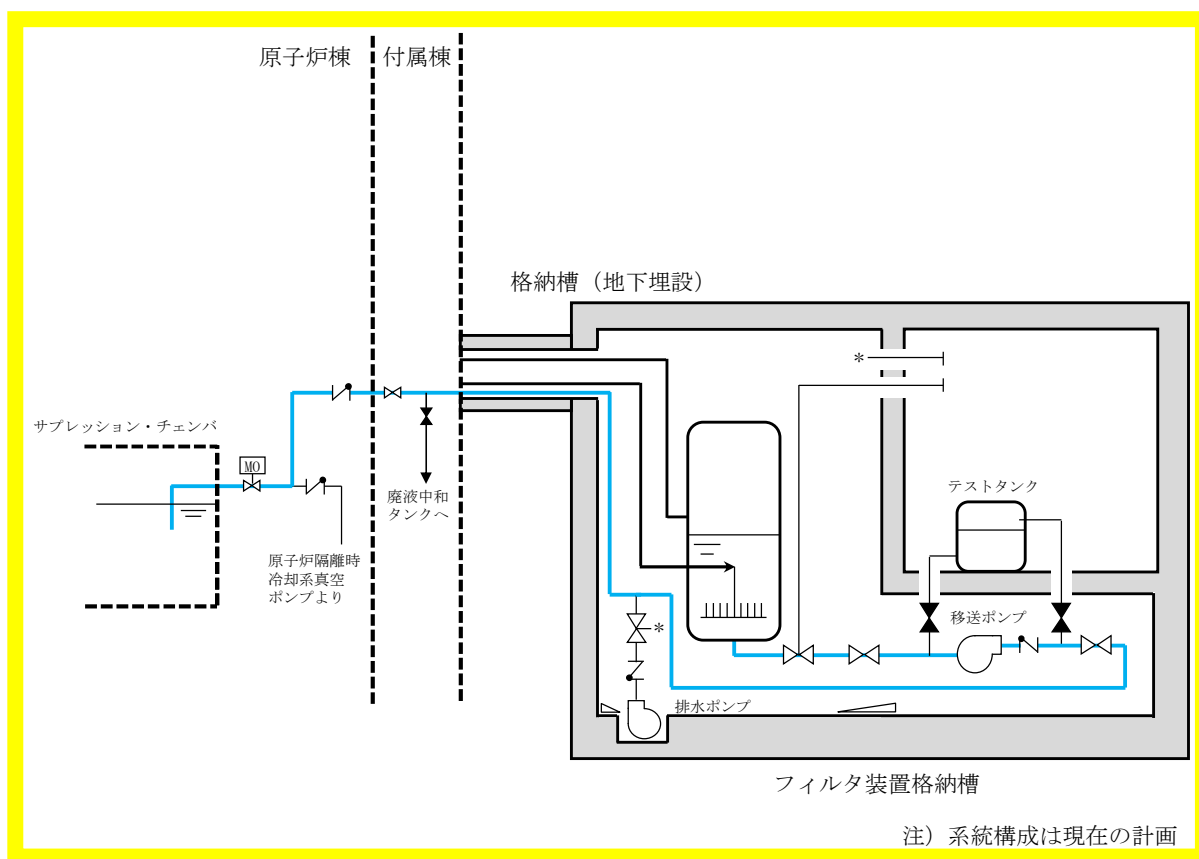 原子炉棟
付属棟
格納槽（地下埋設）
*
サプレッション・チェンバ
MO
テストタンク
廃液中和
タンクへ
原子炉隔離時
冷却系真空
ポンプより
移送ポンプ
*
排水ポンプ
フィルタ装置格納槽
注）系統構成は現在の計画